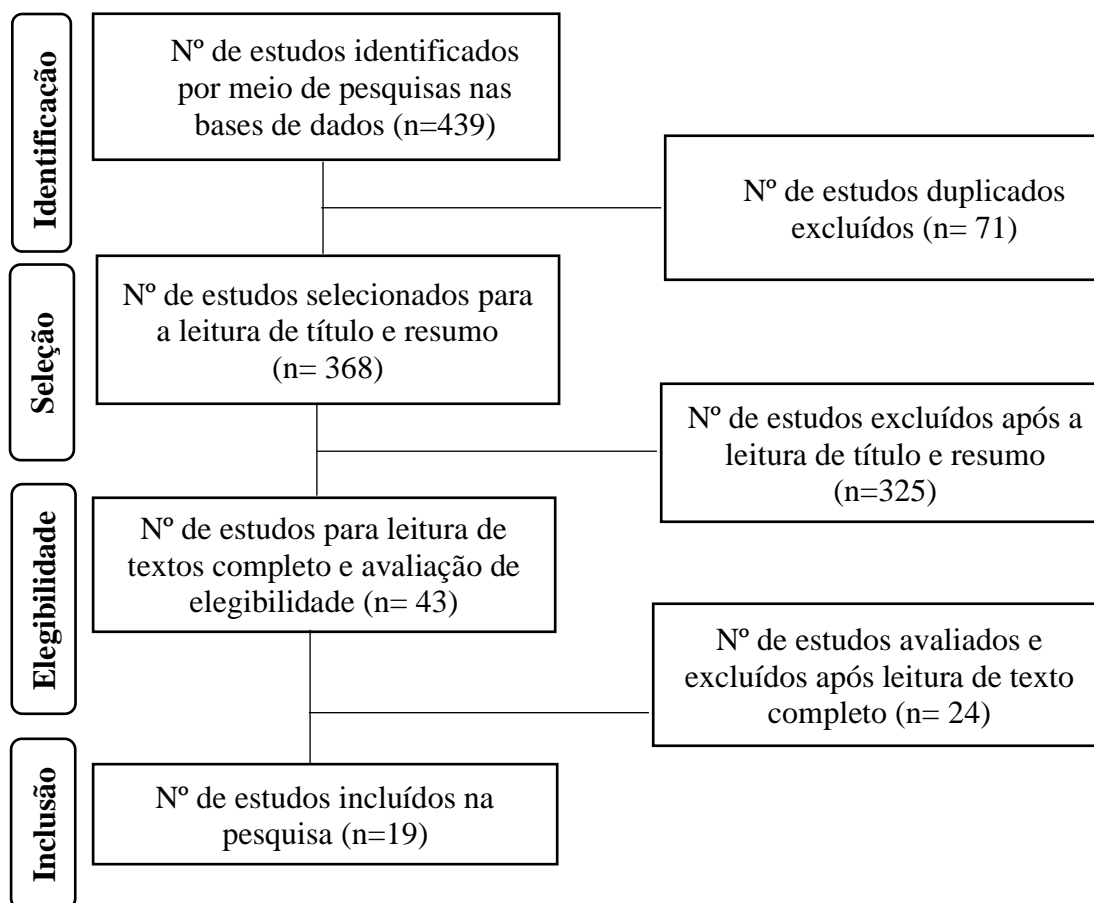 Identificação
Nº de estudos identificados
por meio de pesquisas nas
bases de dados (n=439)
Nº de estudos duplicados
excluídos (n= 71)
Seleção
Nº de estudos selecionados para
a leitura de título e resumo
(n= 368)
Nº de estudos excluídos após a
leitura de título e resumo
(n=325)
Elegibilidade
Nº de estudos para leitura de
textos completo e avaliação de
elegibilidade (n= 43)
Nº de estudos avaliados e
excluídos após leitura de texto
completo (n= 24)
Inclusão
Nº de estudos incluídos na
pesquisa (n=19)